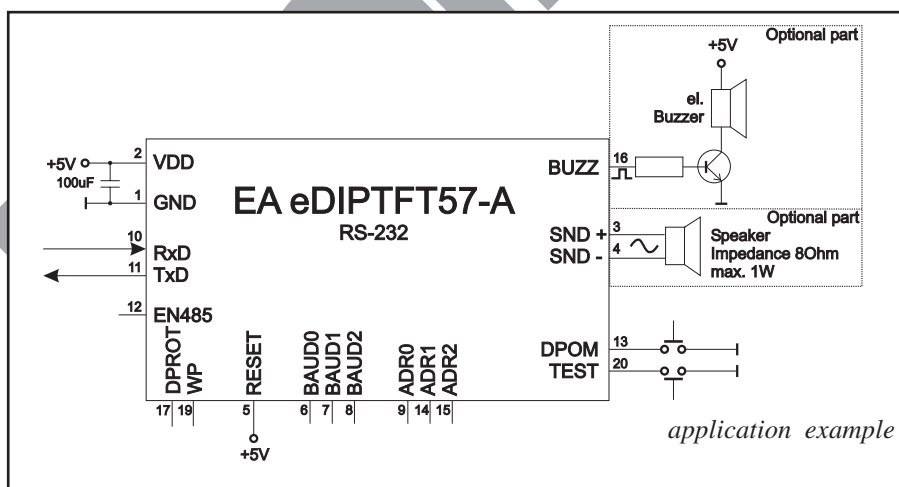 Optional part
+5V
el.
Buzzer
2
VDD
+5V
100uF
1
GND
EA eDIPTFT57-A
RS-232
BUZZ
16
Optional part
10
RxD
11
TxD
SND +
3
SND -
4
Speaker
Impedance 8Ohm
max. 1W
12
EN485
DPROT
WP
RESET
BAUD0
BAUD1
BAUD2
ADR0
ADR1
ADR2
DPOM
13
TEST
20
17
19
5
6
7
8
9
14
15
+5V
application example